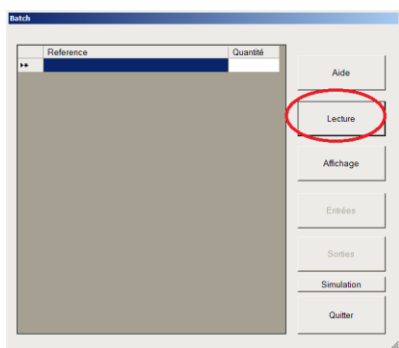 Batch
Reference Quantité
Aide
Lecture
Affichage
Entrées
Sorties
Simulation
Quitter